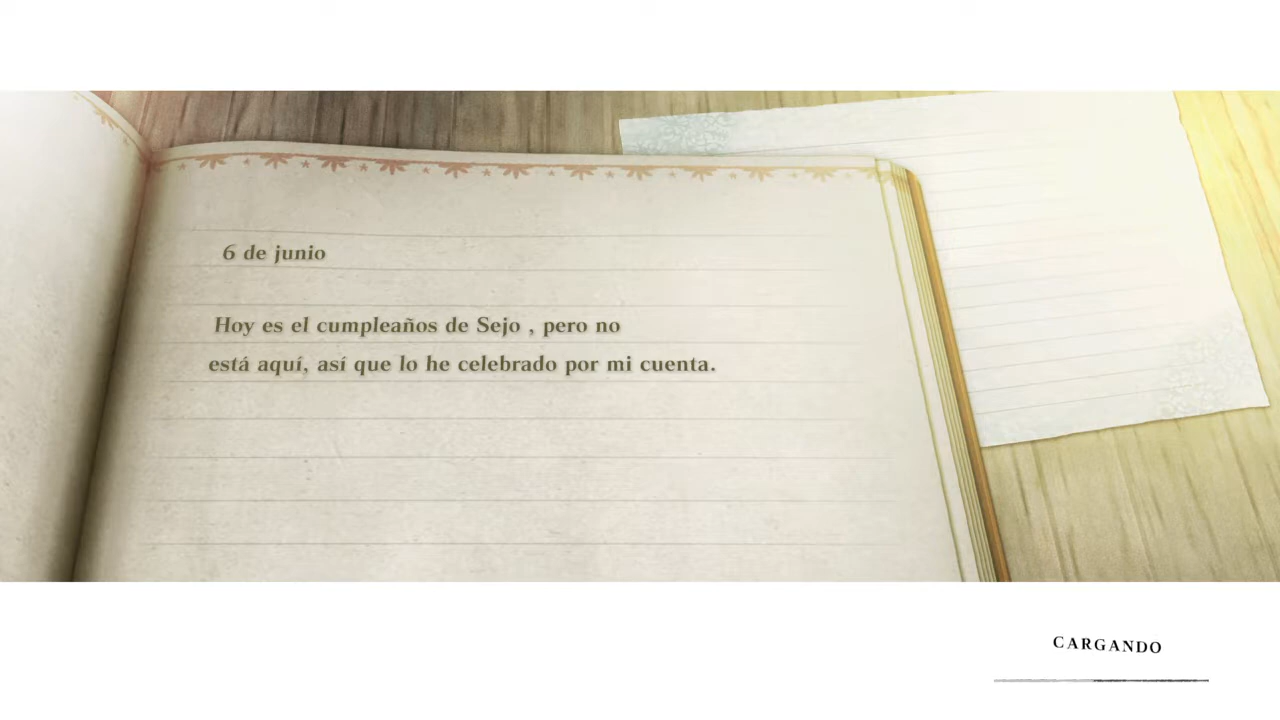 6 de junio
Hoy es el cumpleaños de Sejo , pero no
está aquí, así que lo he celebrado por mi cuenta.
CARGANDO